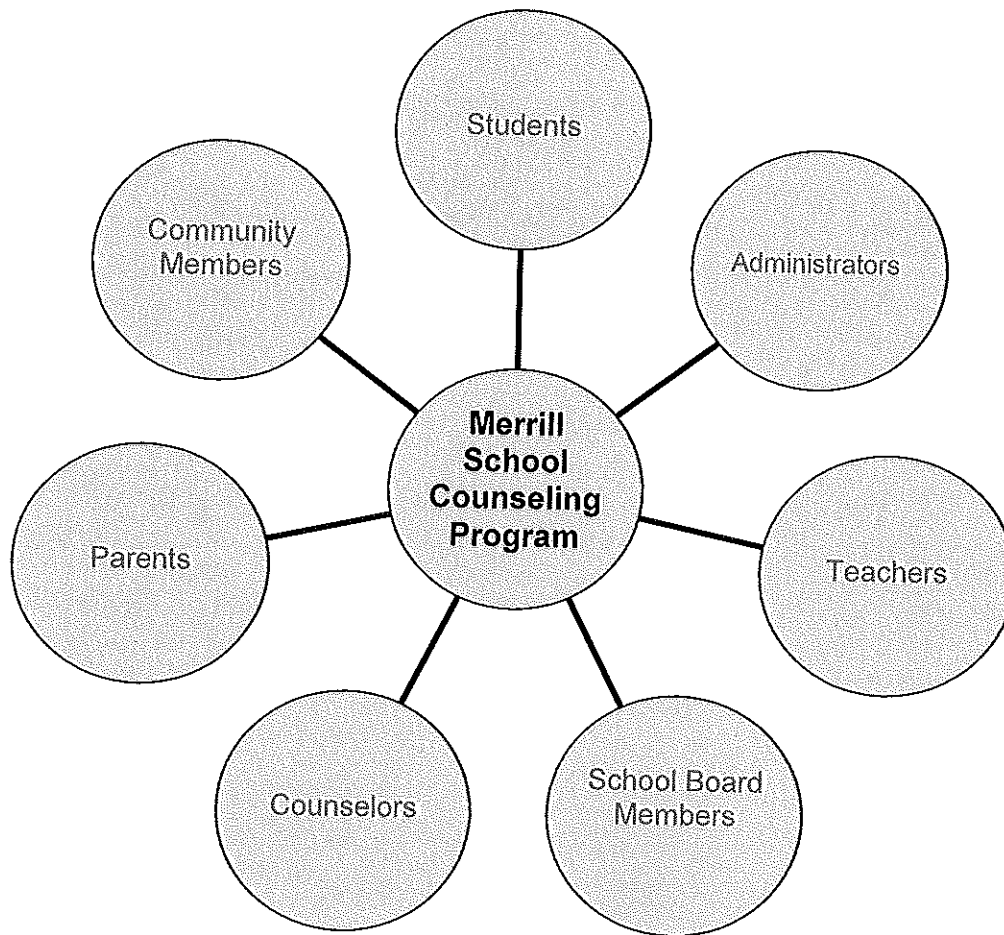 Students
Community
Members
Administrators
Merrill
School
Counseling
Program
Parents
Teachers
Counselors
School Board
Members